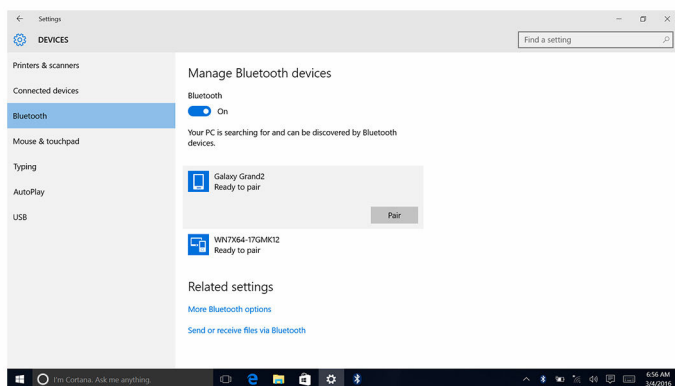 Settings
DEVICES
Find a setting
Printers & scanners
Connected devices
Bluetooth
Mouse & touchpad
Typing
AutoPlay
USB
Manage Bluetooth devices
Bluetooth
On
Your PC is searching for and can be discovered by Bluetooth
devices.
Galaxy Grand2
Ready to pair
Pair
WN7X64-17GMK12
Ready to pair
Related settings
More Bluetooth options
Send or receive files via Bluetooth
I'm Cortana. Ask me anything.
6:56 AM
3/4/2016